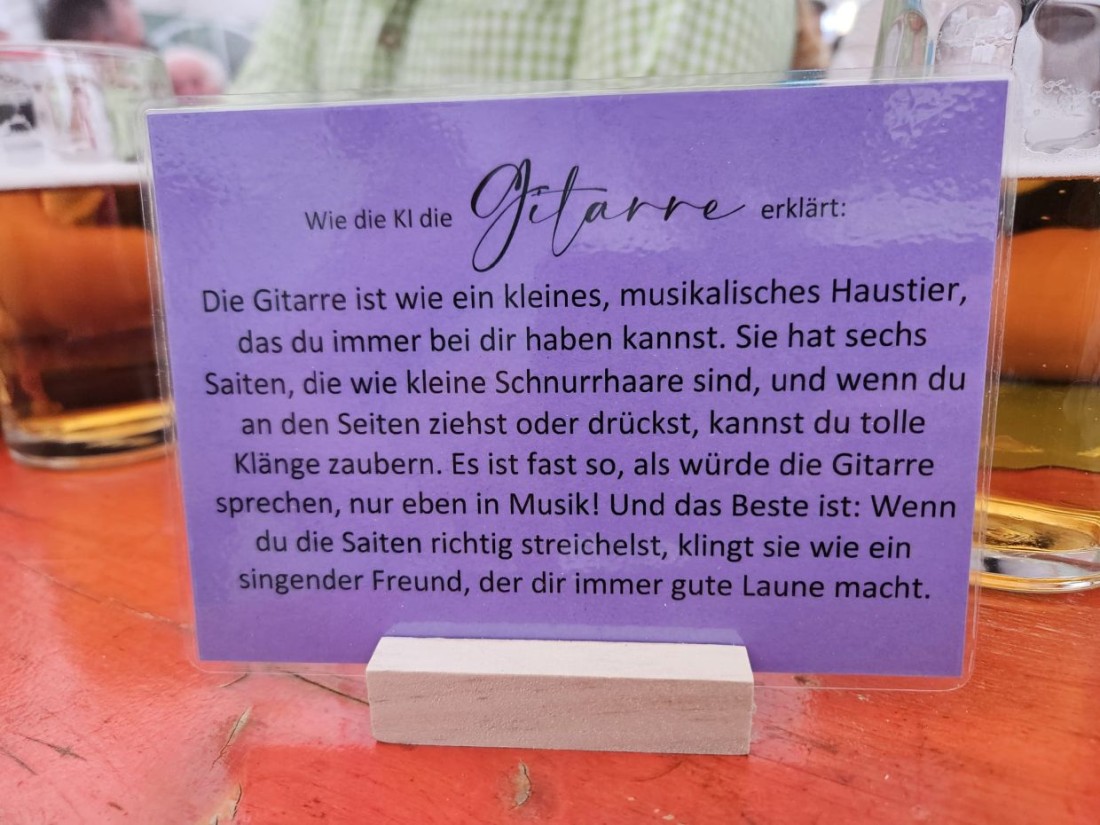 Wie die KI die Gitarre erklärt:
Die Gitarre ist wie ein kleines, musikalisches Haustier,
das du immer bei dir haben kannst. Sie hat sechs
Saiten, die wie kleine Schnurrhaare sind, und wenn du
an den Seiten ziehst oder drückst, kannst du tolle
Klänge zaubern. Es ist fast so, als würde die Gitarre
sprechen, nur eben in Musik! Und das Beste ist: Wenn
du die Saiten richtig streichelst, klingt sie wie ein
singender Freund, der dir immer gute Laune macht.